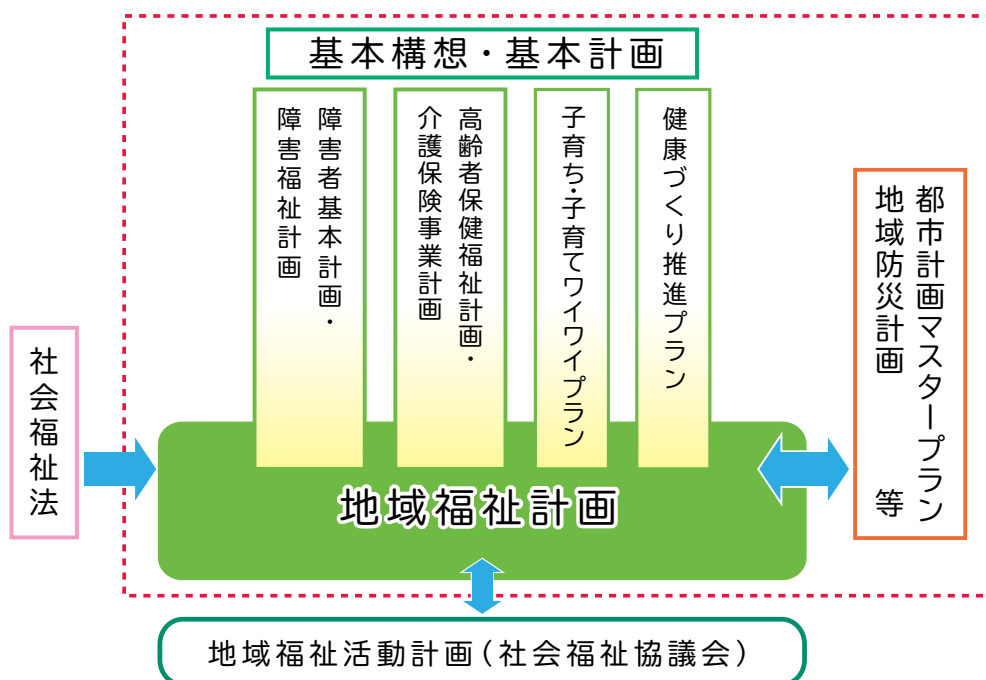 基本構想・基本計画
障害者基本計画・
障害福祉計画
高齢者保健福祉計画・
介護保険事業計画
子育ち・子育てワイワイプラン
健康づくり推進プラン
都市計画マスタープラン
地域防災計画 等
社会福祉法
地域福祉計画
地域福祉活動計画（社会福祉協議会）